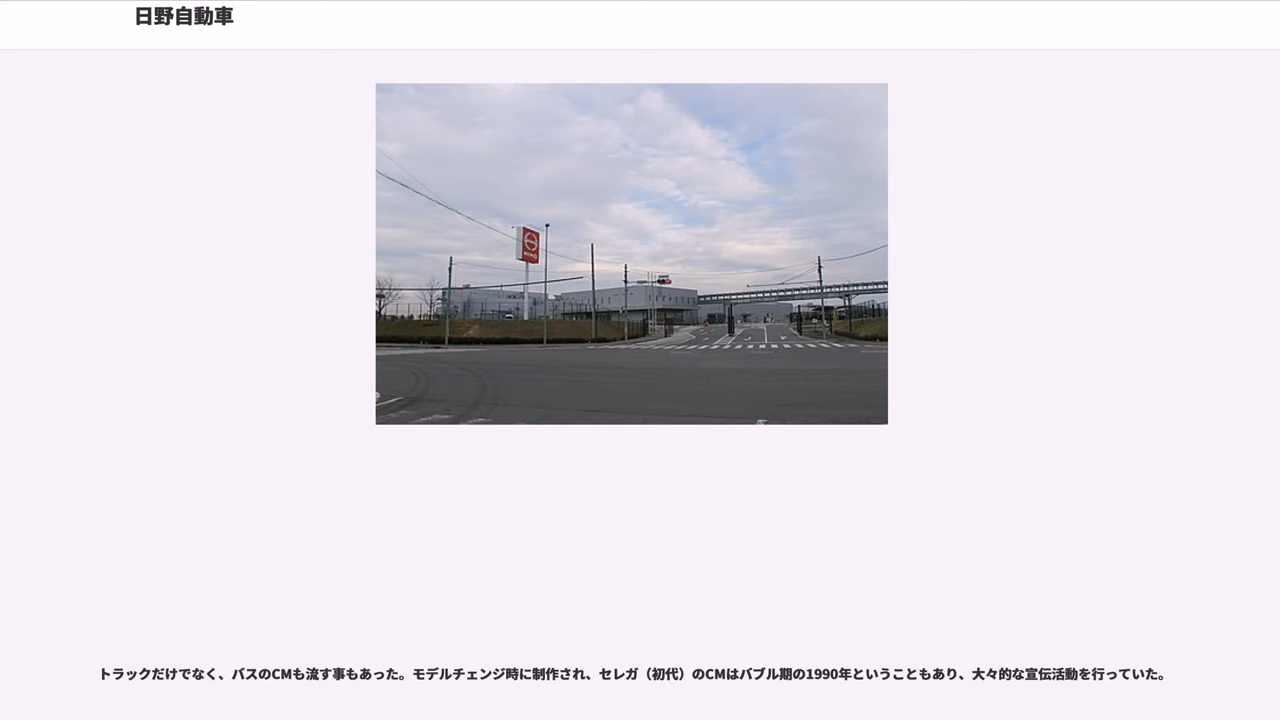 日野自動車
HINO
トラックだけでなく、バスのCMも流す事もあった。モデルチェンジ時に制作され、セレガ（初代）のCMはバブル期の1990年ということもあり、大々的な宣伝活動を行っていた。